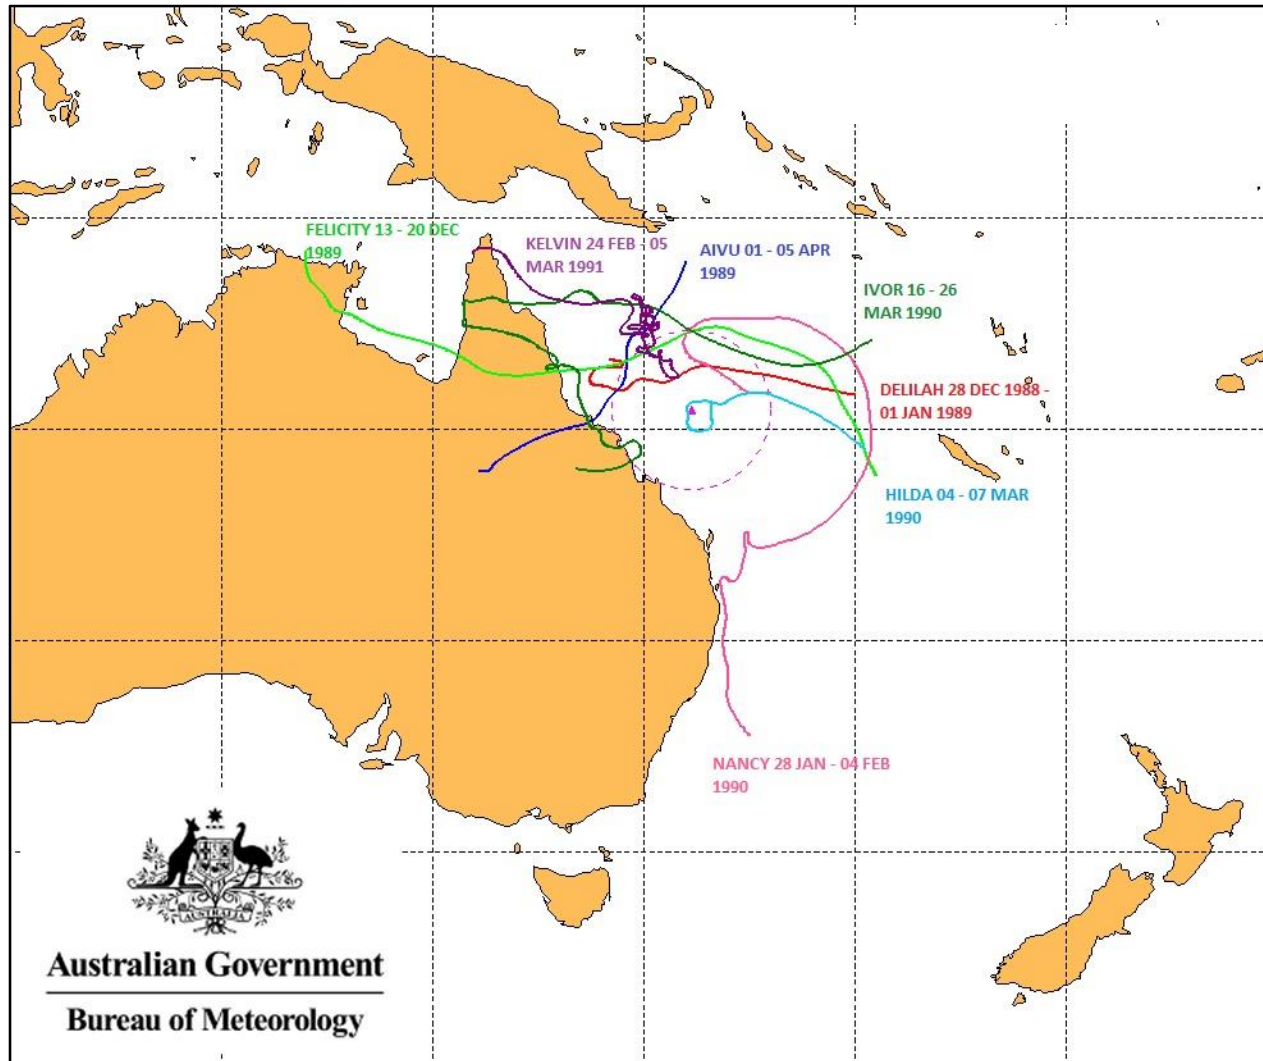 FELICITY 13 - 20 DEC
1989
KELVIN 24 FEB - 05
MAR 1991
AIVU 01 - 05 APR
1989
IVOR 16 - 26
MAR 1990
DELILAH 28 DEC 1988 -
01 JAN 1989
HILDA 04 - 07 MAR
1990
NANCY 28 JAN - 04 FEB
1990
AUSTRALIA
Australian Government
Bureau of Meteorology